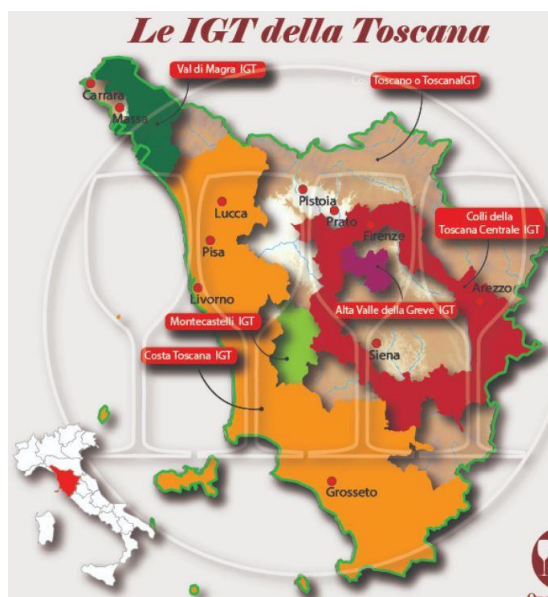 Le IGT della Toscana
Val di Magra IGT
Toscano o ToscanaIGT
Carrara
Massa
Pistoia
Lucca
Prato
Firenze
Colli della
Toscana Centrale IGT
Pisa
Arezzo
Livorno
Alta Valle della Greve IGT
Montecastelli IGT
Siena
Costa Toscana IGT
Grosseto